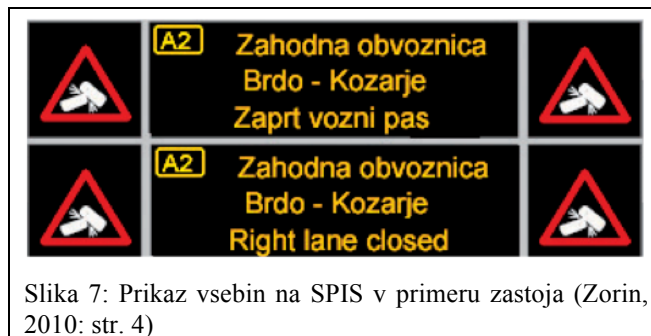 A2 Zahodna obvoznica
Brdo - Kozarje
Zaprt vozni pas
A2 Zahodna obvoznica
Brdo - Kozarje
Right lane closed
Slika 7: Prikaz vsebin na SPIS v primeru zastoja (Zorin,
2010: str. 4)